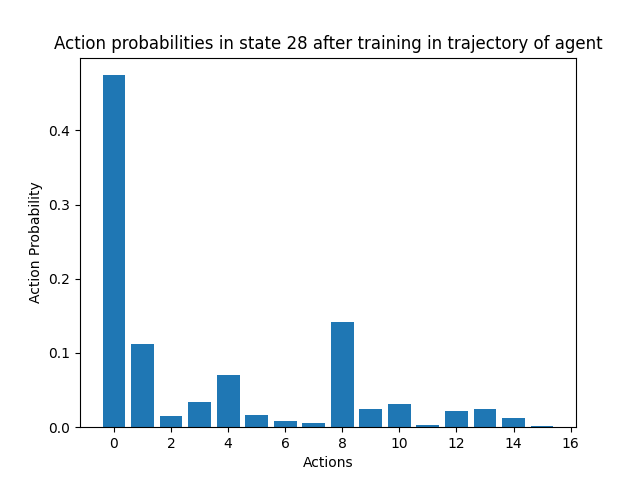 Action probabilities in state 28 after training in trajectory of agent
Action Probability
0.4
0.3
0.2
0.1
0.0
0 2 4 6 8 10 12 14 16
Actions